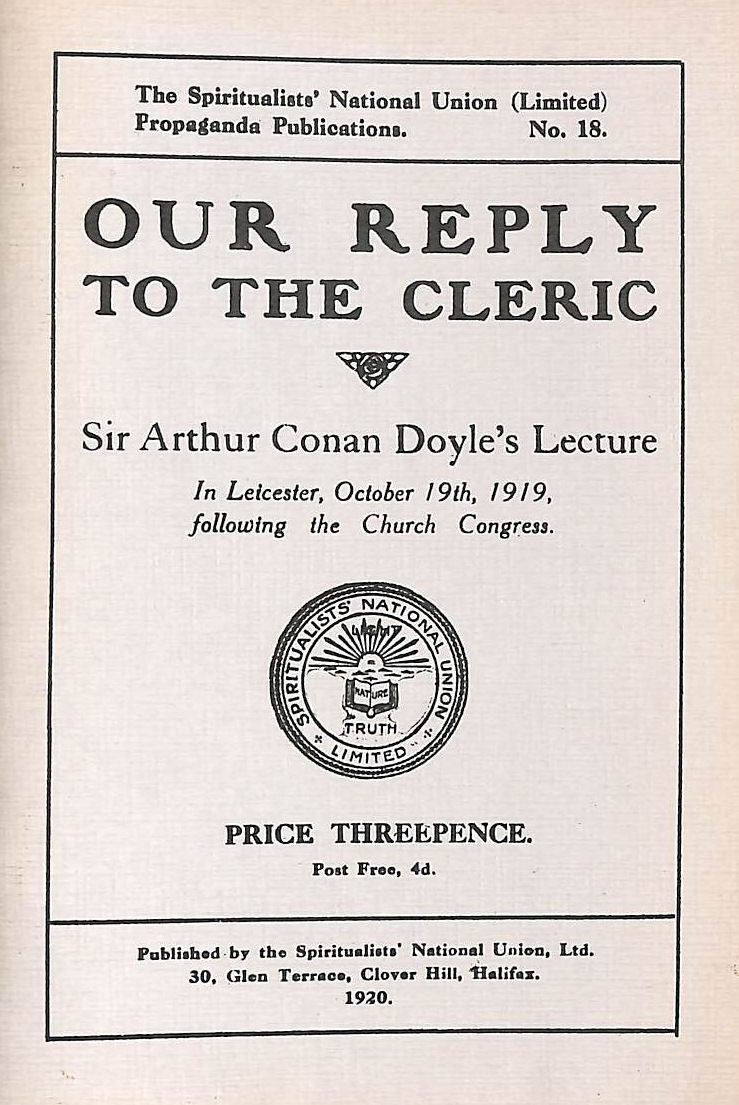 The Spiritualists' National Union (Limited)
Propaganda Publications. No. 18.
OUR REPLY
TO THE CLERIC
Sir Arthur Conan Doyle's Lecture
In Leicester, October 19th, 1919,
following the Church Congress.
SPIRITUALISTS' NATIONAL UNION
LIGHT
NATURE
TRUTH
LIMITED
PRICE THREEPENCE.
Post Free, 4d.
Published by the Spiritualists' National Union, Ltd.
30, Glen Terrace, Clover Hill, Halifax.
1920.